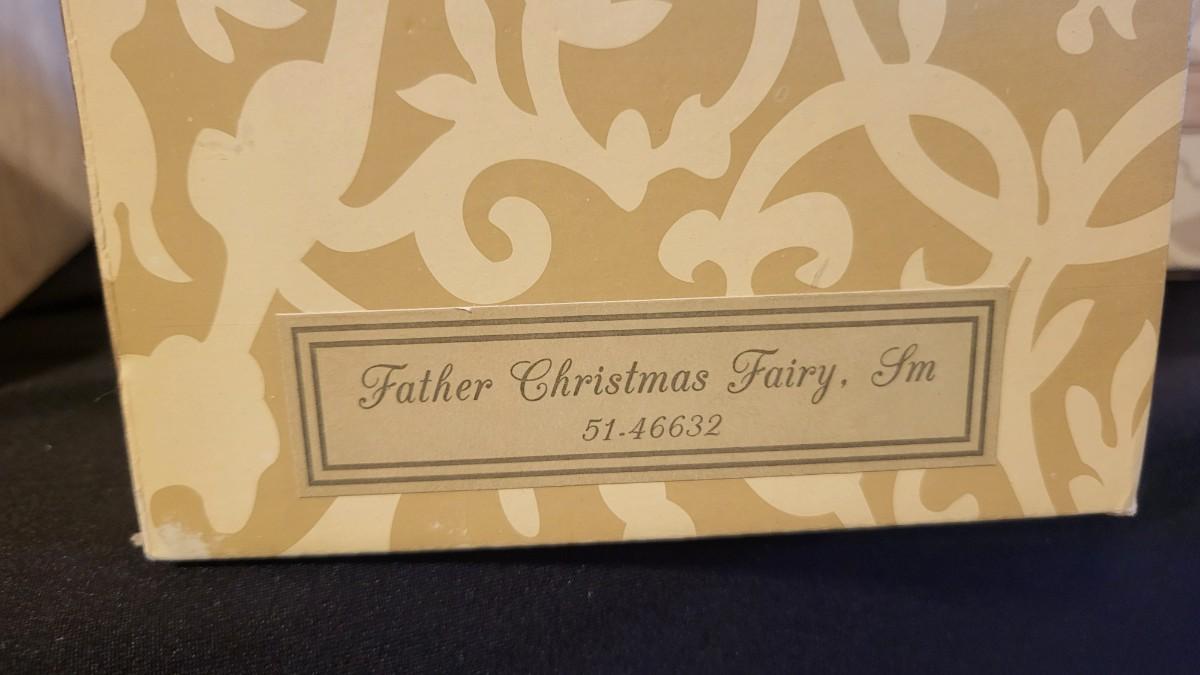 Father Christmas Fairy, Sm
51-46632